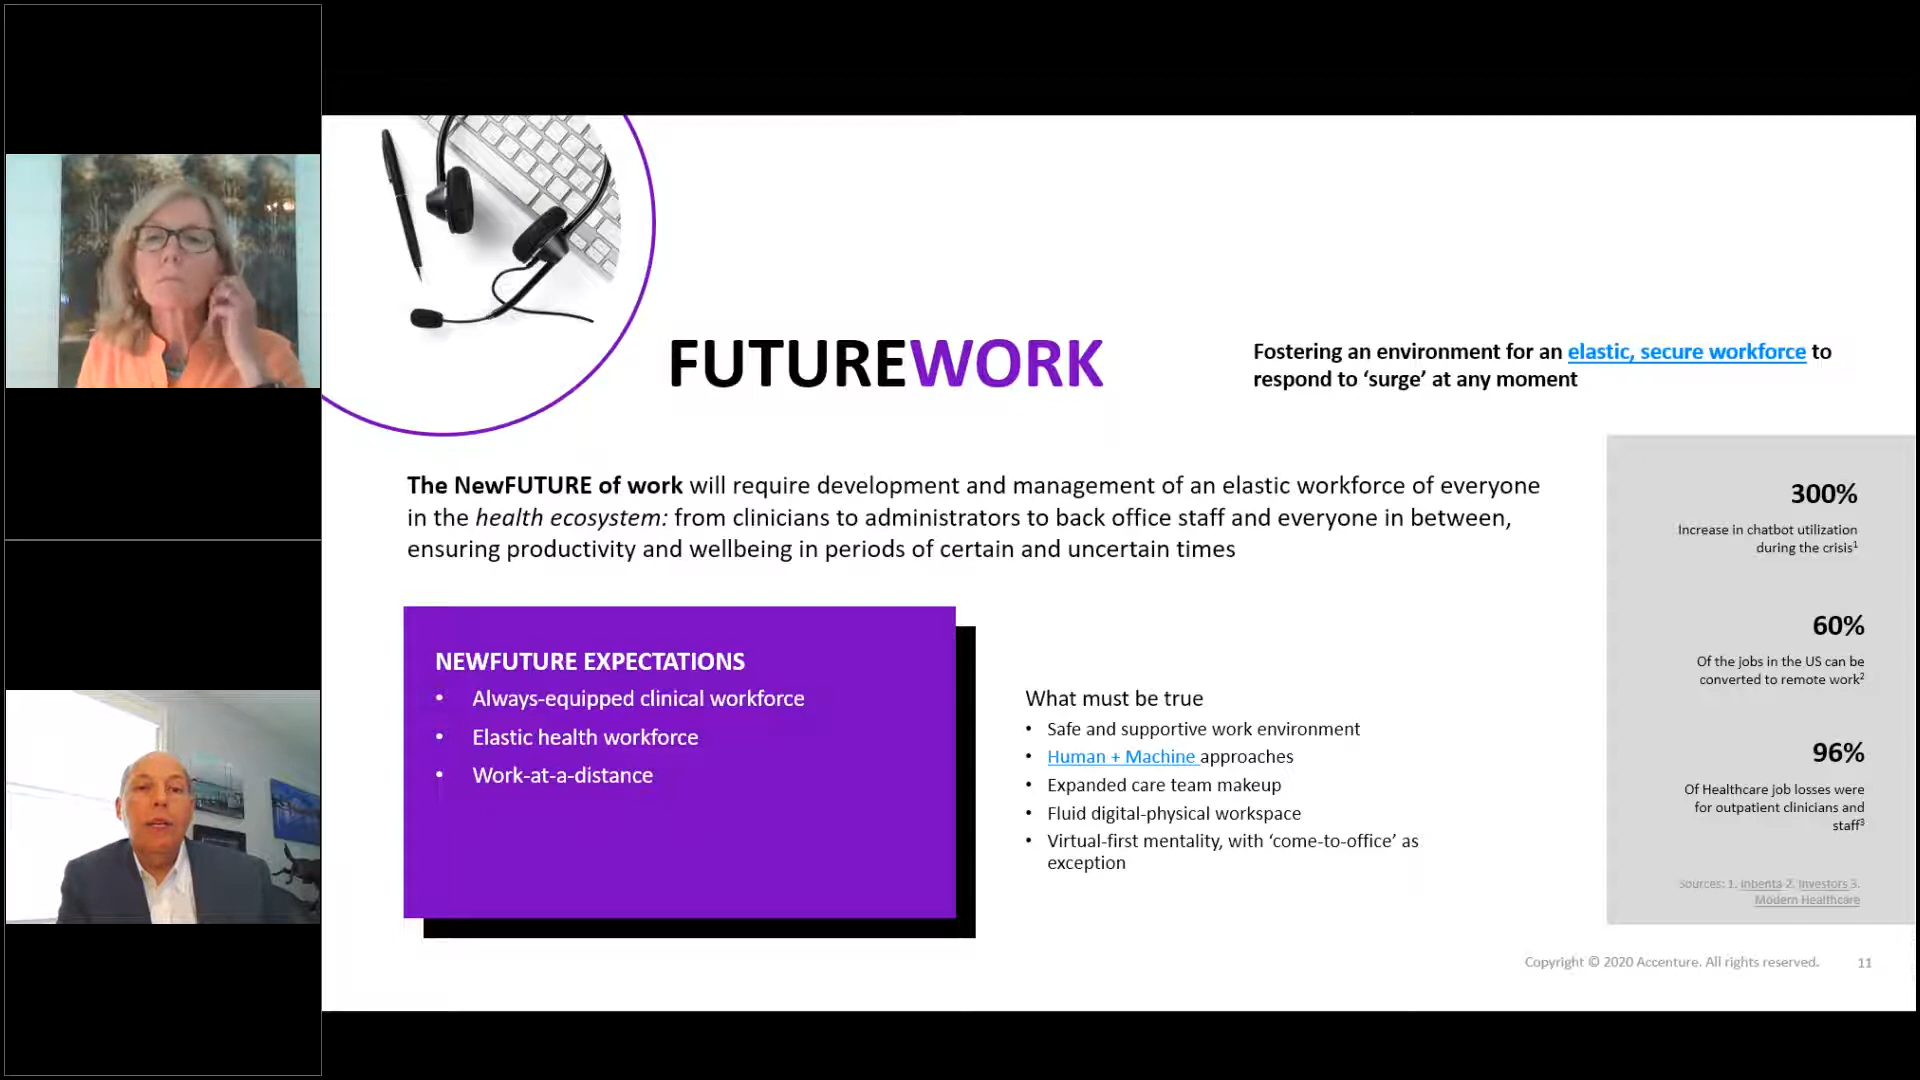 FUTUREWORK
Fostering an environment for an elastic, secure workforce to
respond to ‘surge’ at any moment
The NewFUTURE of work will require development and management of an elastic workforce of everyone
in the health ecosystem: from clinicians to administrators to back office staff and everyone in between,
ensuring productivity and wellbeing in periods of certain and uncertain times
NEWFUTURE EXPECTATIONS
• Always-equipped clinical workforce
• Elastic health workforce
• Work-at-a-distance
What must be true
• Safe and supportive work environment
• Human + Machine approaches
• Expanded care team makeup
• Fluid digital-physical workspace
• Virtual-first mentality, with ‘come-to-office’ as
exception
300%
Increase in chatbot utilization
during the crisis¹
60%
Of the jobs in the US can be
converted to remote work²
96%
Of Healthcare job losses were
for outpatient clinicians and
staff³
Sources: 1. Inbenta 2. Investors 3.
Modern Healthcare
Copyright © 2020 Accenture. All rights reserved. 11